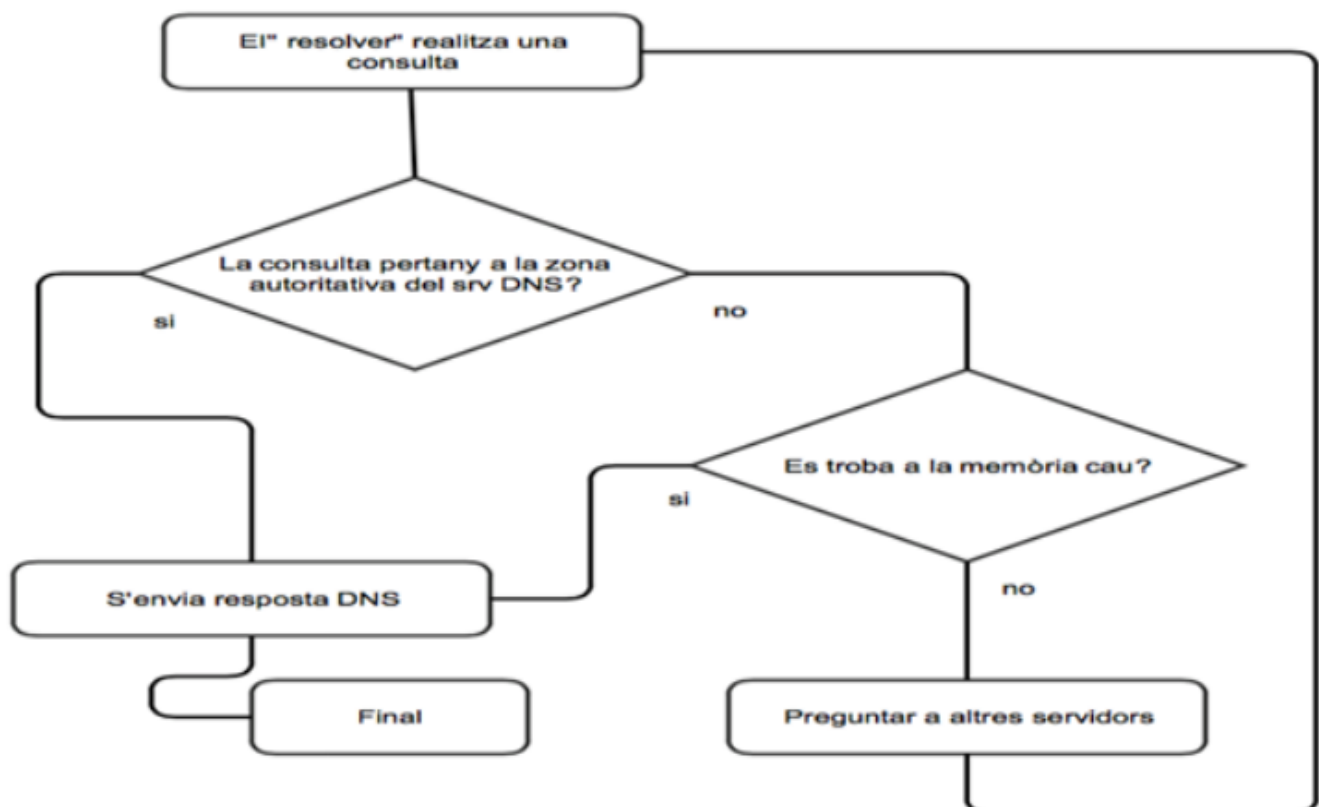 El" resolver" realitza una
consulta
La consulta pertany a la zona
autoritativa del srv DNS?
si
no
Es troba a la memòria cau?
si
no
S'envia resposta DNS
Final
Preguntar a altres servidors